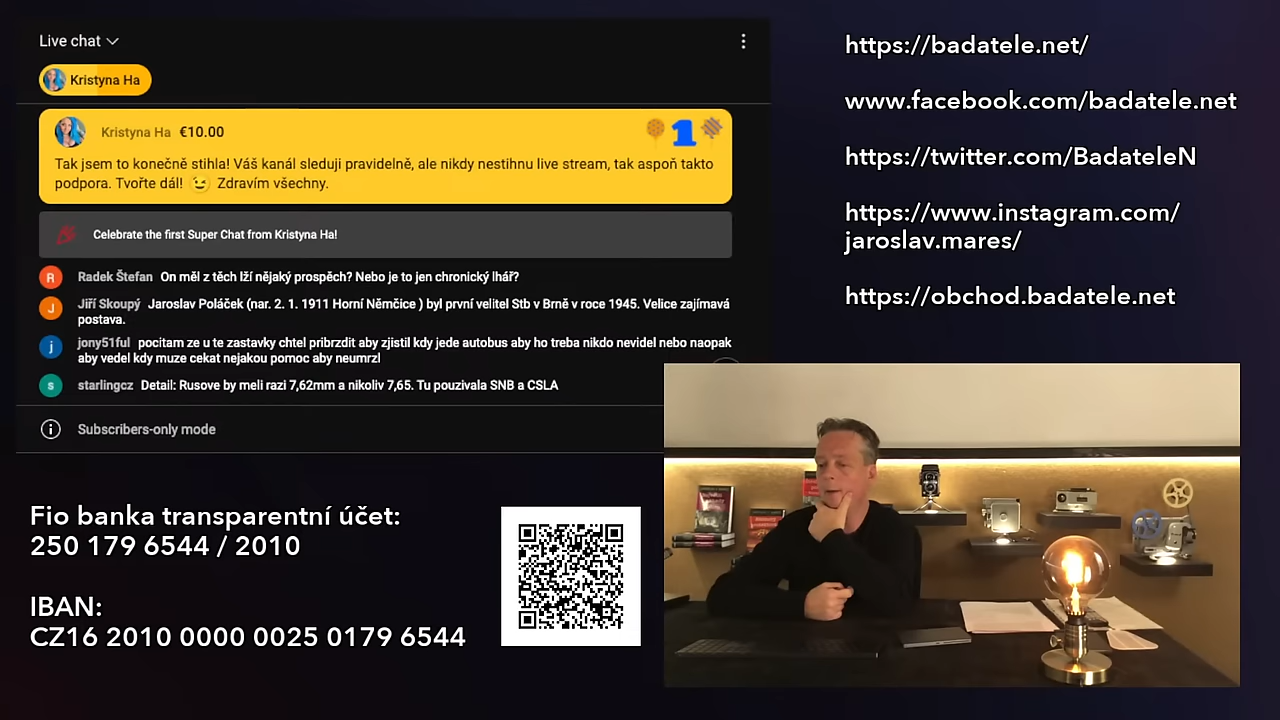 Live chat
Kristyna Ha
Kristyna Ha €10.00
1
Tak jsem to konečně stihla! Váš kanál sleduji pravidelně, ale nikdy nestihnu live stream, tak aspoň takto
podpora. Tvořte dál! 😉 Zdravím všechny.
Celebrate the first Super Chat from Kristyna Ha!
R Radek Štefan On měl z těch lží nějaký prospěch? Nebo je to jen chronický lhář?
J Jiří Skoupý Jaroslav Poláček (nar. 2. 1. 1911 Horní Němčice ) byl první velitel Stb v Brně v roce 1945. Velice zajímavá
postava.
j jony51ful pocitam ze u te zastavky chtel pribrzdit aby zjistil kdy jede autobus aby ho treba nikdo nevidel nebo naopak
aby vedel kdy muze cekat nejakou pomoc aby neumrzl
s starlingcz Detail: Rusove by meli razi 7,62mm a nikoliv 7,65. Tu pouzivala SNB a CSLA
Subscribers-only mode
https://badatele.net/
www.facebook.com/badatele.net
https://twitter.com/BadateleN
https://www.instagram.com/
jaroslav.mares/
https://obchod.badatele.net
Fio banka transparentní účet:
250 179 6544 / 2010
IBAN:
CZ16 2010 0000 0025 0179 6544